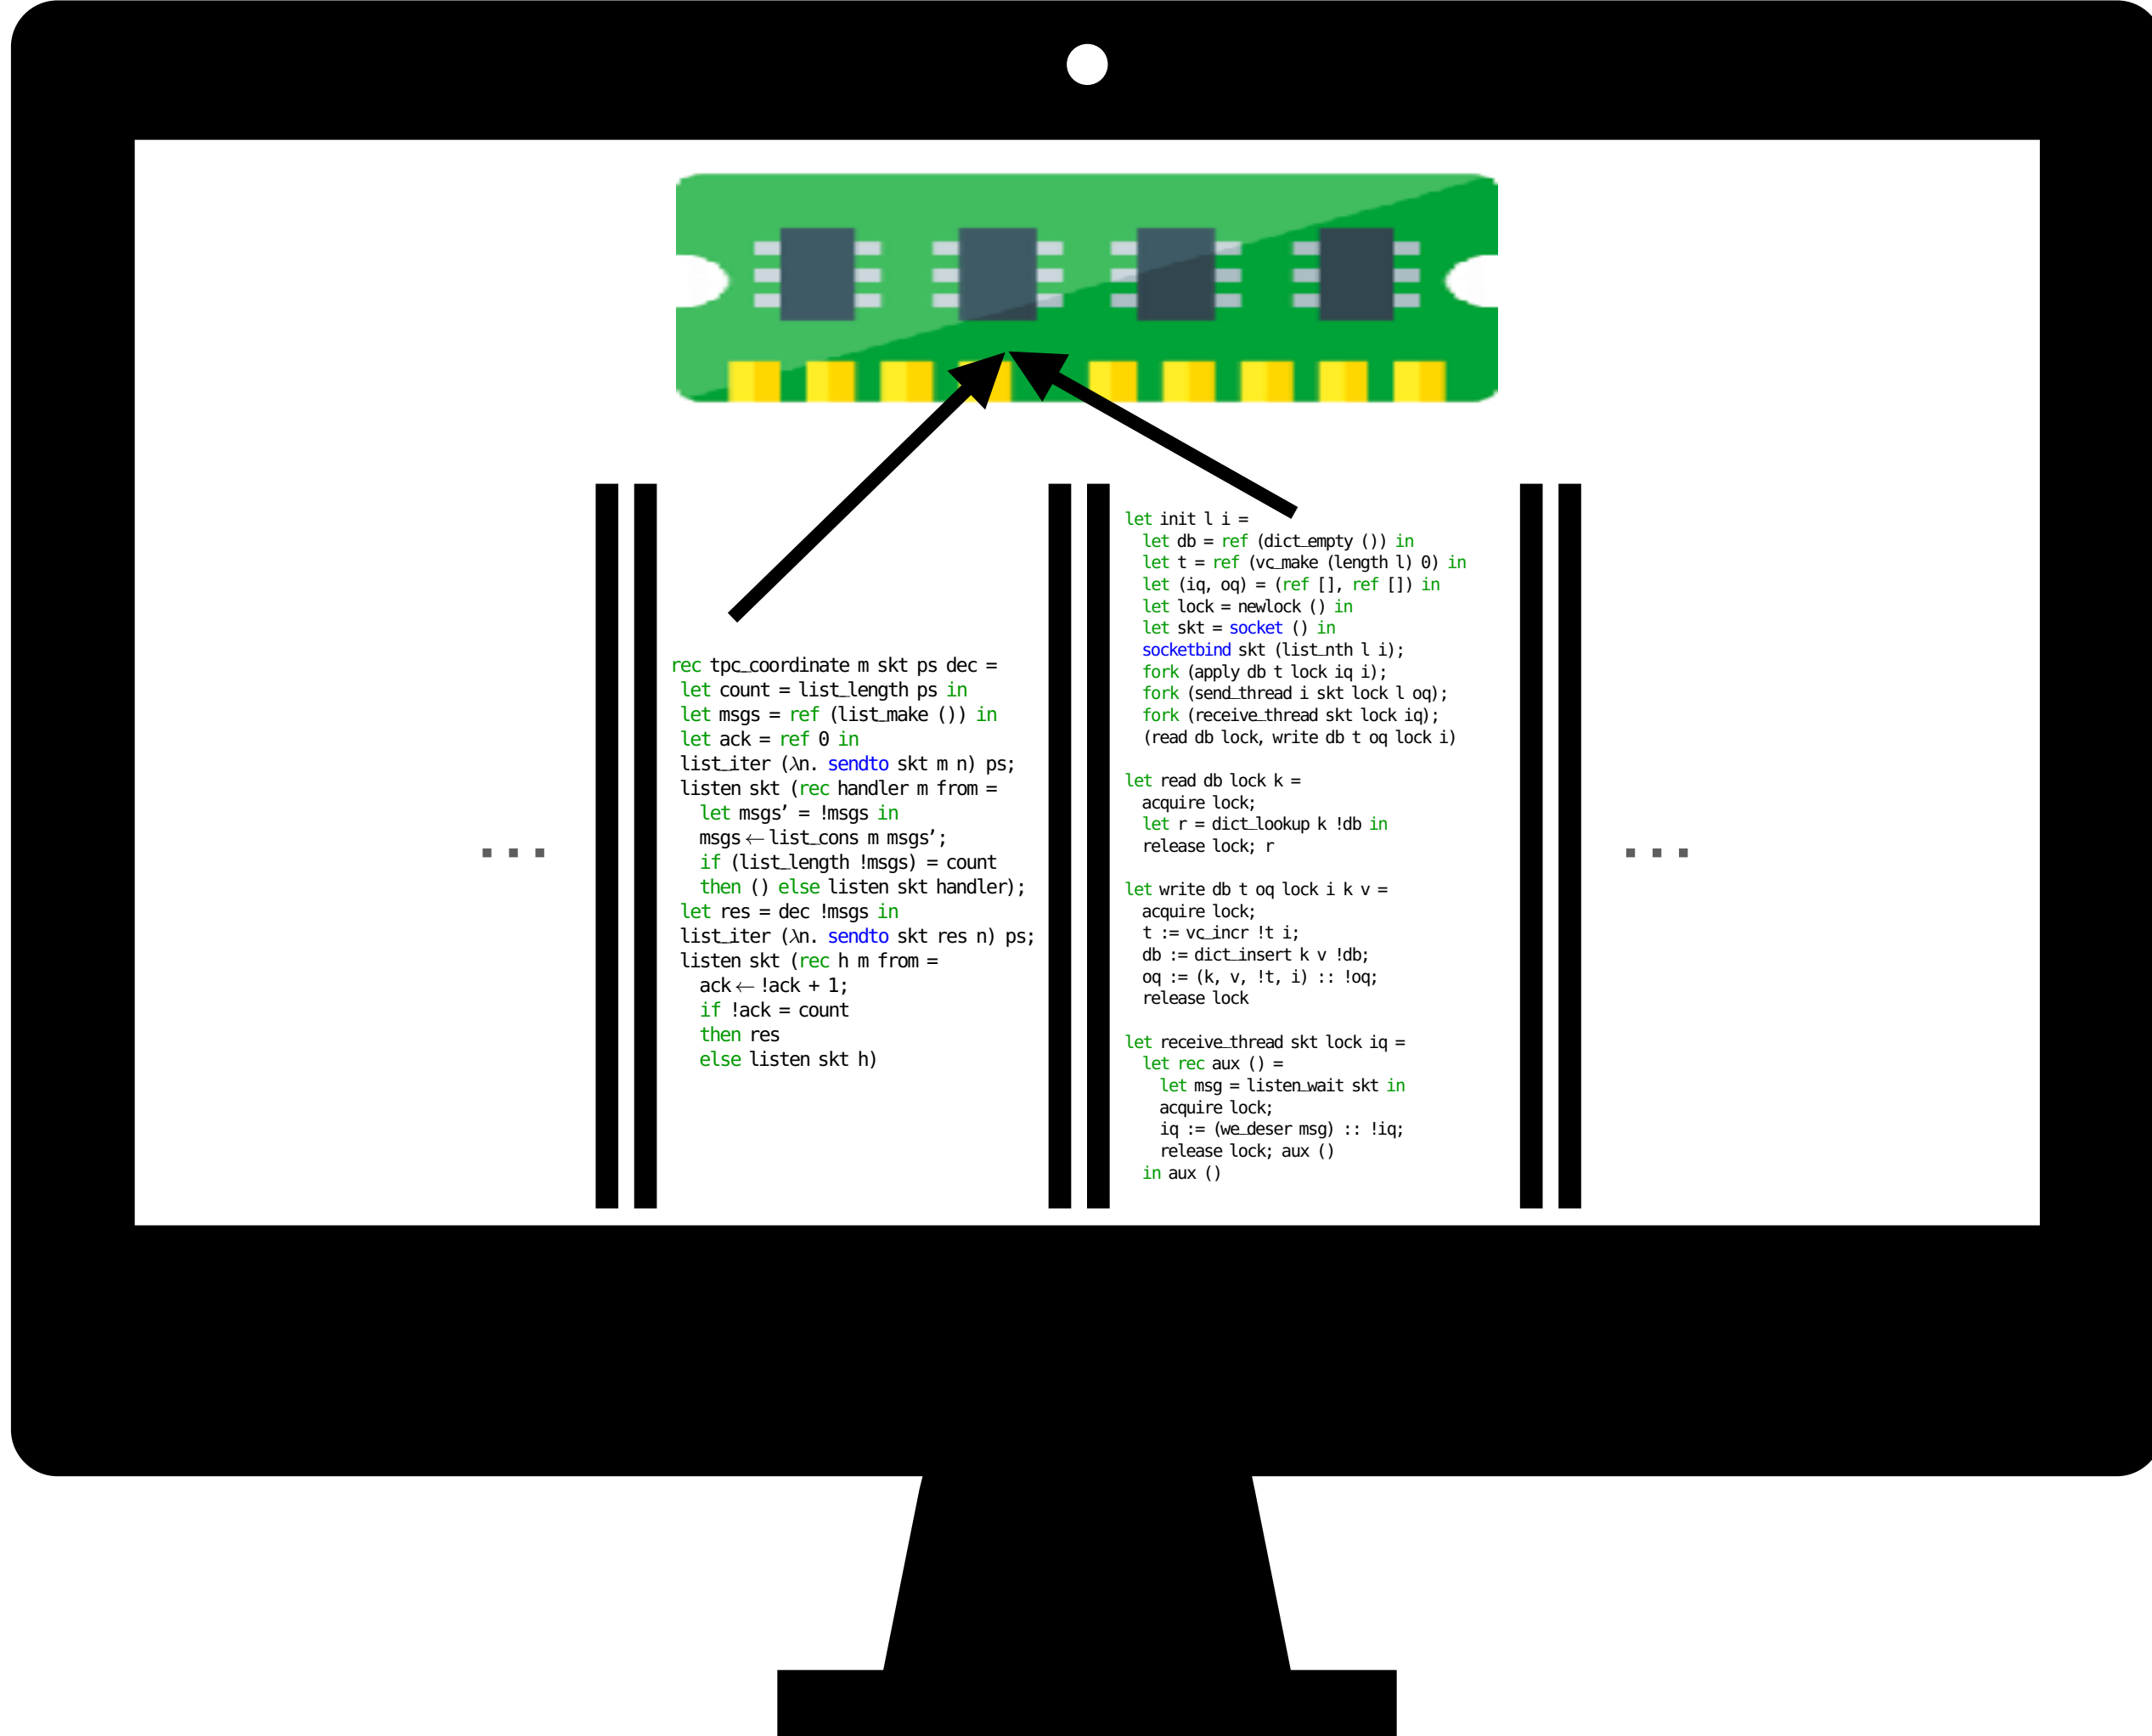 rec tpc_coordinate m skt ps dec =
let count = list_length ps in
let msgs = ref (list_make ()) in
let ack = ref 0 in
list_iter (λn. sendto skt m n) ps;
listen skt (rec handler m from =
let msgs’ = !msgs in
msgs ← list_cons m msgs’;
if (list_length !msgs) = count
then () else listen skt handler);
let res = dec !msgs in
list_iter (λn. sendto skt res n) ps;
listen skt (rec h m from =
ack ← !ack + 1;
if !ack = count
then res
else listen skt h)
let init l i =
let db = ref (dict_empty ()) in
let t = ref (vc_make (length l) 0) in
let (iq, oq) = (ref [], ref []) in
let lock = newlock () in
let skt = socket () in
socketbind skt (list_nth l i);
fork (apply db t lock iq i);
fork (send_thread i skt lock l oq);
fork (receive_thread skt lock iq);
(read db lock, write db t oq lock i)
let read db lock k =
acquire lock;
let r = dict_lookup k !db in
release lock; r
let write db t oq lock i k v =
acquire lock;
t := vc_incr !t i;
db := dict_insert k v !db;
oq := (k, v, !t, i) :: !oq;
release lock
let receive_thread skt lock iq =
let rec aux () =
let msg = listen_wait skt in
acquire lock;
iq := (we_deser msg) :: !iq;
release lock; aux ()
in aux ()